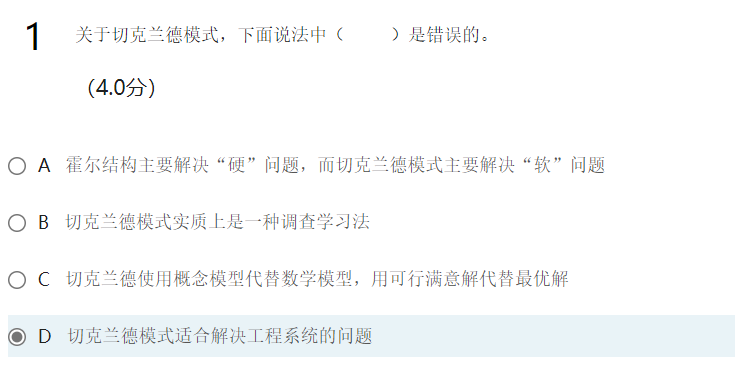 1 关于切克兰德模式，下面说法中（ ）是错误的。
（4.0分）
A 霍尔结构主要解决“硬”问题，而切克兰德模式主要解决“软”问题
B 切克兰德模式实质上是一种调查学习法
C 切克兰德使用概念模型代替数学模型，用可行满意解代替最优解
D 切克兰德模式适合解决工程系统的问题